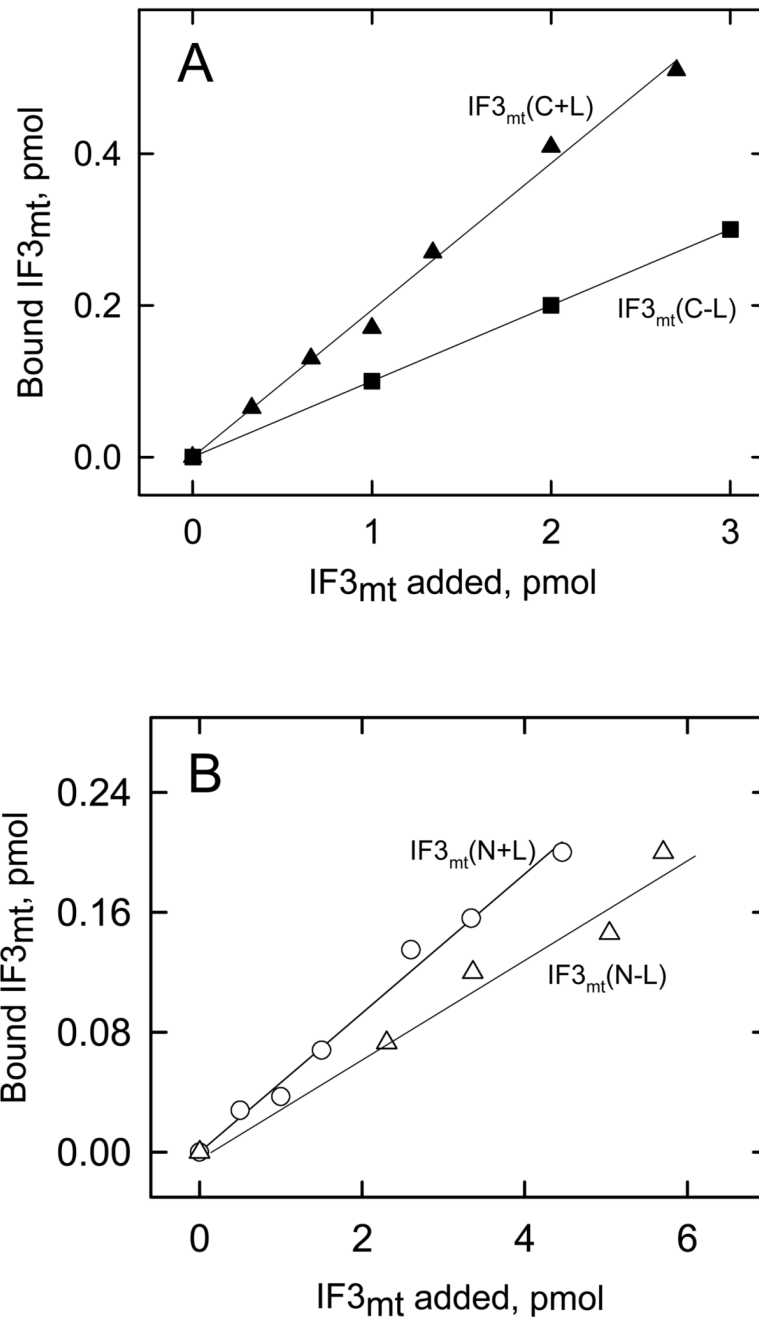 A
IF3mt(C+L)
0.4
Bound IF3mt, pmol
0.2
IF3mt(C-L)
0.0
0 1 2 3
IF3mt added, pmol
B
0.24
IF3mt(N+L)
Bound IF3mt, pmol
0.16
IF3mt(N-L)
0.08
0.00
0 2 4 6
IF3mt added, pmol